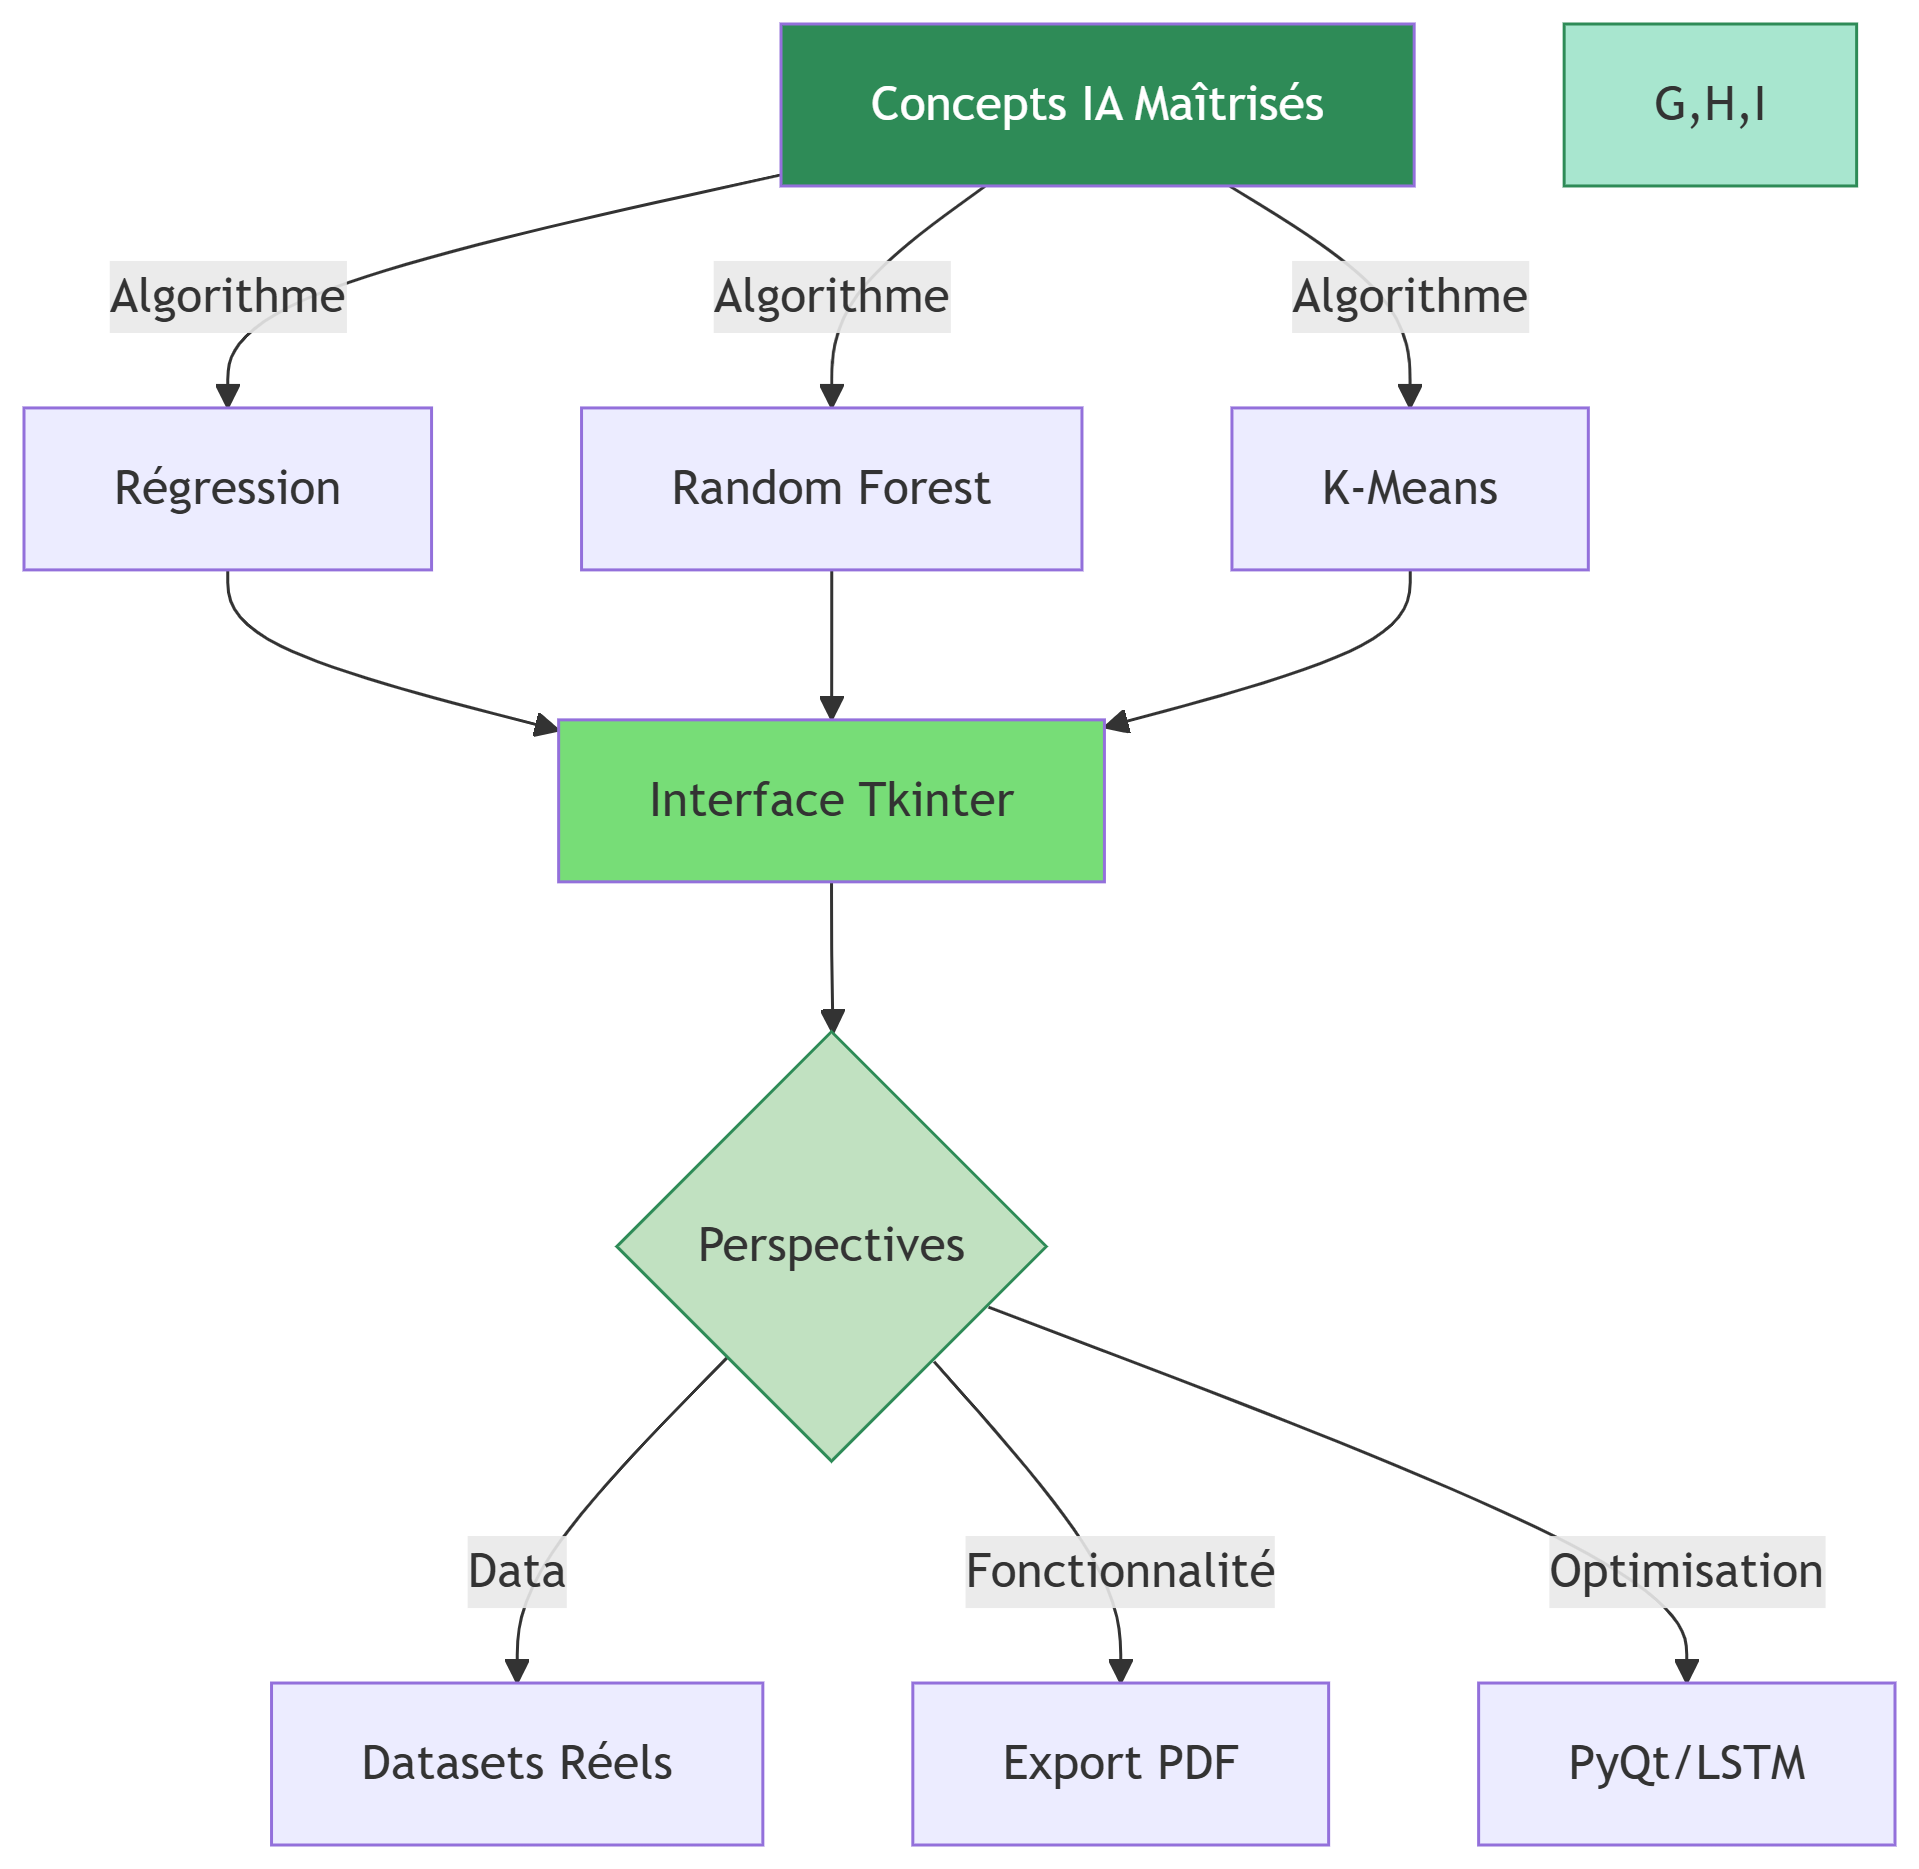 Concepts IA Maîtrisés
G,H,I
Algorithme
Algorithme
Algorithme
Régression
Random Forest
K-Means
Interface Tkinter
Perspectives
Data
Fonctionnalité
Optimisation
Datasets Réels
Export PDF
PyQt/LSTM